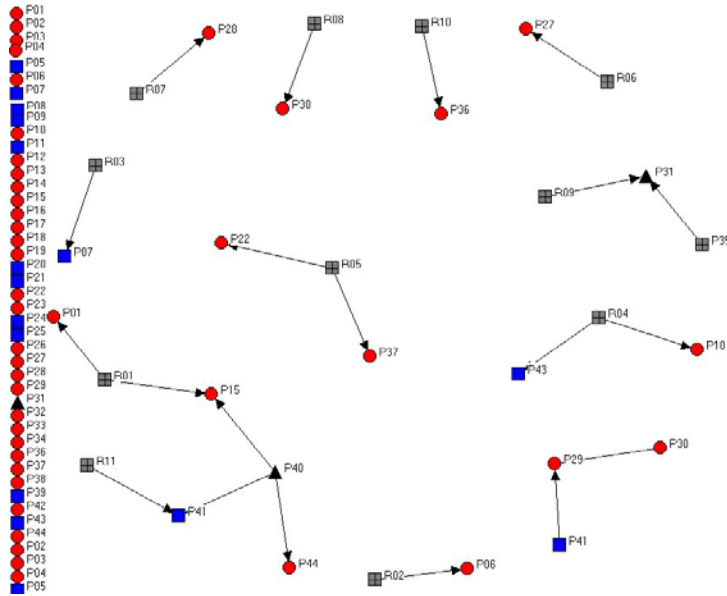 P01
P02
P03
P04
P05
P06
P07
P08
P09
P10
P11
P12
P13
P14
P15
P16
P17
P18
P19
P20
P21
P22
P23
P24
P25
P26
P27
P28
P29
P31
P32
P33
P34
P36
P37
P38
P39
P42
P43
P44
P02
P03
P04
P05
P28
R08
R10
P27
R07
P30
P36
R06
R03
P31
R09
P07
P22
P35
R05
P01
R04
P37
P10
R01
P43
P15
R11
P40
P29
P30
P41
P41
P44
R02
P06